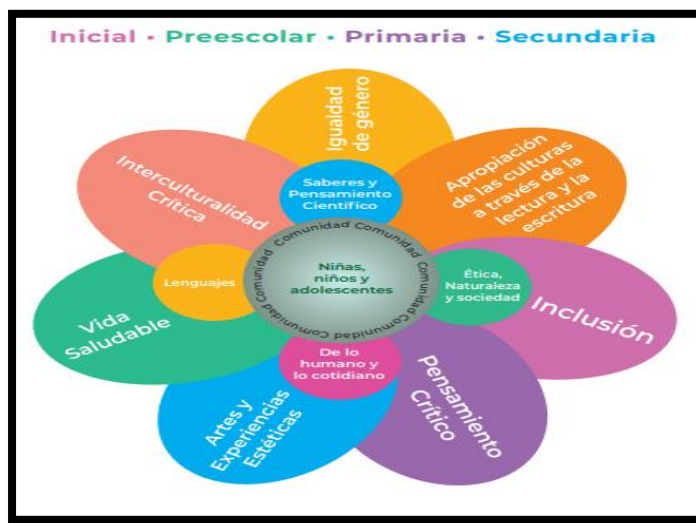 Inicial • Preescolar • Primaria • Secundaria
Igualdad
de género
Apropiación
de las culturas
a través de la
lectura y la
escritura
Inclusión
Pensamiento
Crítico
Artes y
Experiencias
Estéticas
Vida
Saludable
Interculturalidad
Crítica
Saberes y
Pensamiento
Científico
Ética,
Naturaleza
y sociedad
De lo
humano y
lo cotidiano
Lenguajes
Comunidad Comunidad Comunidad Comunidad Comunidad Comunidad
Niñas,
niños y
adolescentes